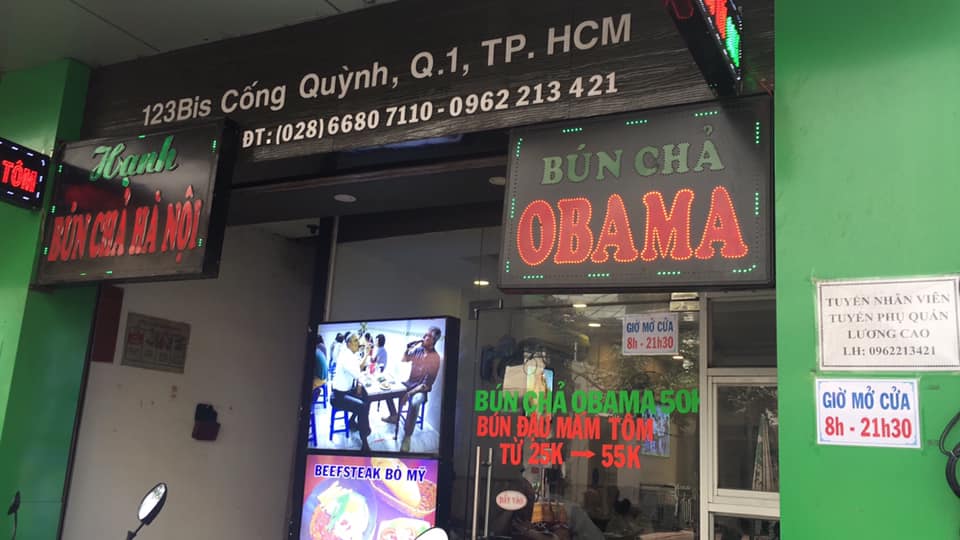 123Bis Cống Quỳnh, Q.1, TP. HCM
ĐT: (028) 6680 7110 - 0962 213 421
TÔM
Hạnh
BÚN CHẢ HÀ NỘI
BÚN CHẢ
OBAMA
GIỜ MỞ CỬA
8h - 21h30
BÚN CHẢ OBAMA 50K
BÚN ĐẬU MẮM TÔM
TỪ 25K → 55K
BEEFSTEAK BÒ MỸ
ĐẨY VÀO
TUYỂN NHÂN VIÊN
TUYỂN PHỤ QUÁN
LƯƠNG CAO
LH: 0962213421
GIỜ MỞ CỬA
8h - 21h30